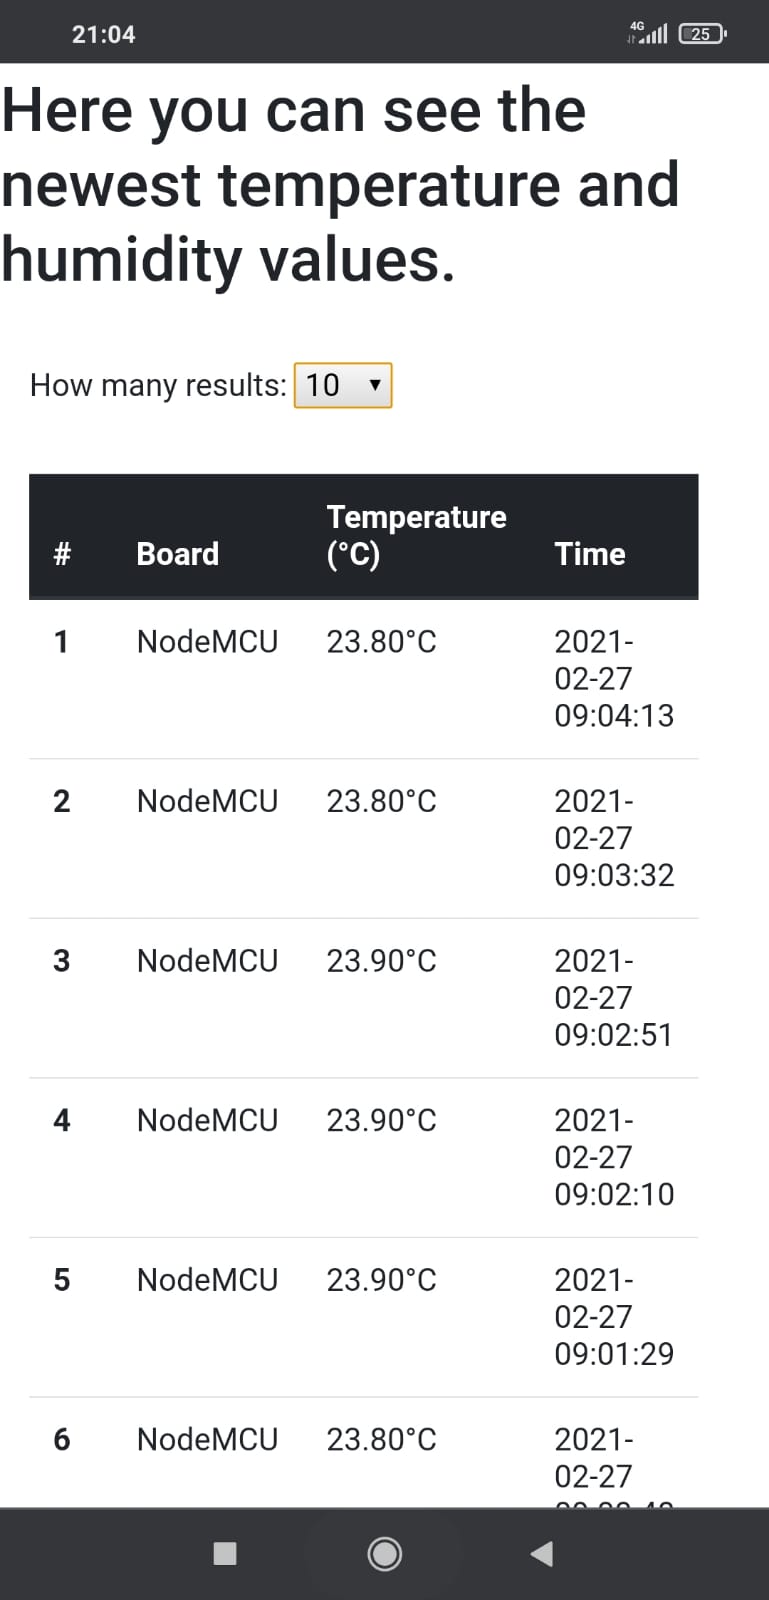 21:04
4G
25
Here you can see the
newest temperature and
humidity values.
How many results: 10
# Board Temperature (°C) Time
1 NodeMCU 23.80°C 2021-
02-27
09:04:13
2 NodeMCU 23.80°C 2021-
02-27
09:03:32
3 NodeMCU 23.90°C 2021-
02-27
09:02:51
4 NodeMCU 23.90°C 2021-
02-27
09:02:10
5 NodeMCU 23.90°C 2021-
02-27
09:01:29
6 NodeMCU 23.80°C 2021-
02-27